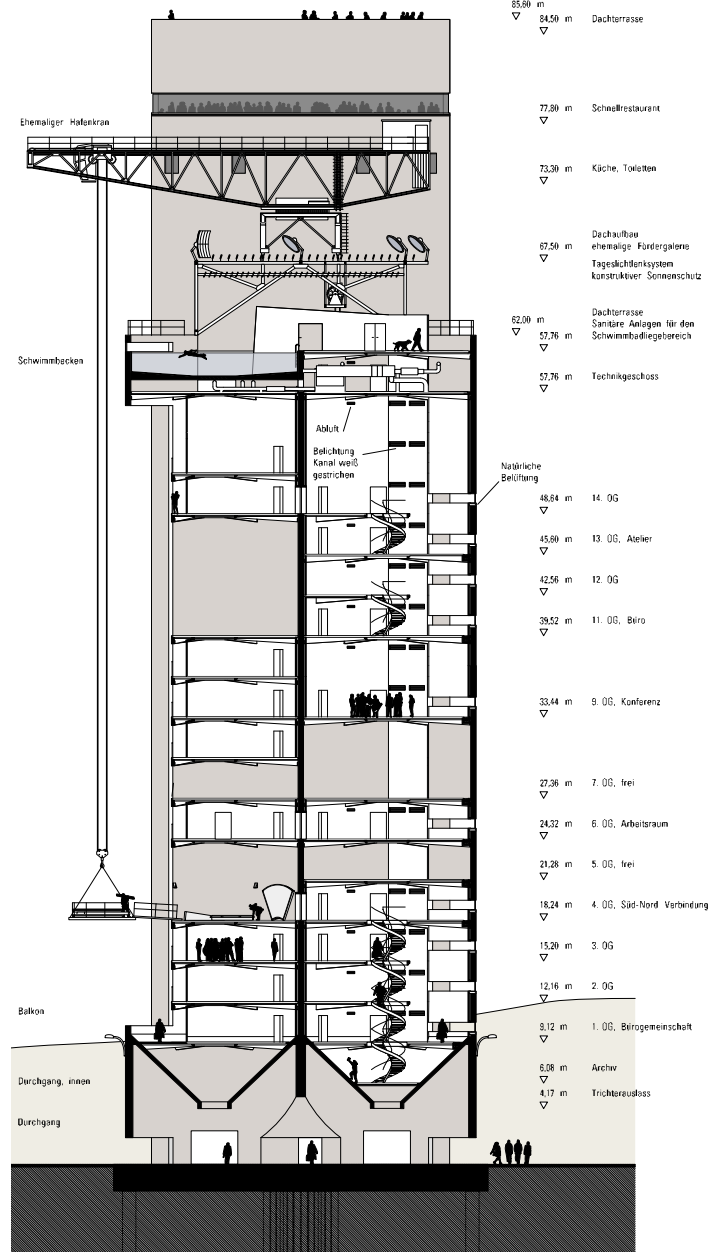 85,60 m
84,50 m Dachterrasse
77,80 m Schnellrestaurant
Ehemaliger Hafenkran
73,30 m Küche, Toiletten
Dachaufbau
67,50 m ehemalige Fördergalerie
Tageslichtlenksystem
konstruktiver Sonnenschutz
62,00 m Dachterrasse
Sanitäre Anlagen für den
57,76 m Schwimmbadliegebereich
Schwimmbecken
57,76 m Technikgeschoss
Abluft
Belichtung
Kanal weiß
gestrichen
Natürliche
Belüftung
48,64 m 14. OG
45,60 m 13. OG, Atelier
42,56 m 12. OG
39,52 m 11. OG, Büro
33,44 m 9. OG, Konferenz
27,36 m 7. OG, frei
24,32 m 6. OG, Arbeitsraum
21,28 m 5. OG, frei
18,24 m 4. OG, Süd-Nord Verbindung
15,20 m 3. OG
12,16 m 2. OG
Balkon
9,12 m 1. OG, Bürogemeinschaft
6,08 m Archiv
Durchgang, innen
4,17 m Trichterauslass
Durchgang